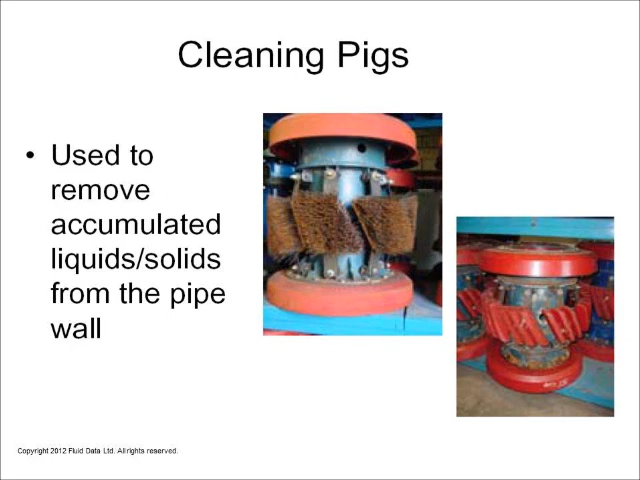 Cleaning Pigs
• Used to
remove
accumulated
liquids/solids
from the pipe
wall
Copyright 2012 Fluid Data Ltd. All rights reserved.